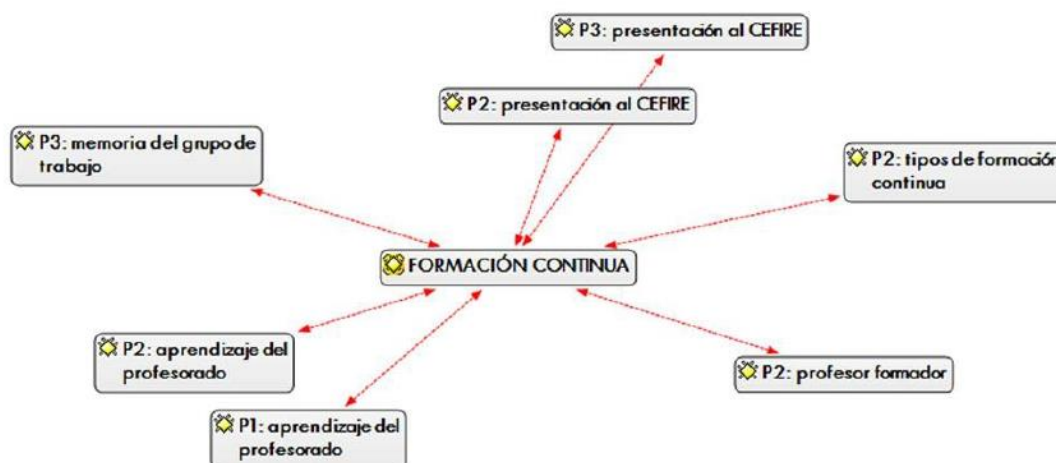 P3: presentación al CEFIRE
P2: presentación al CEFIRE
P3: memoria del grupo de
trabajo
P2: tipos de formación
continua
FORMACIÓN CONTINUA
P2: aprendizaje del
profesorado
P2: profesor formador
P1: aprendizaje del
profesorado